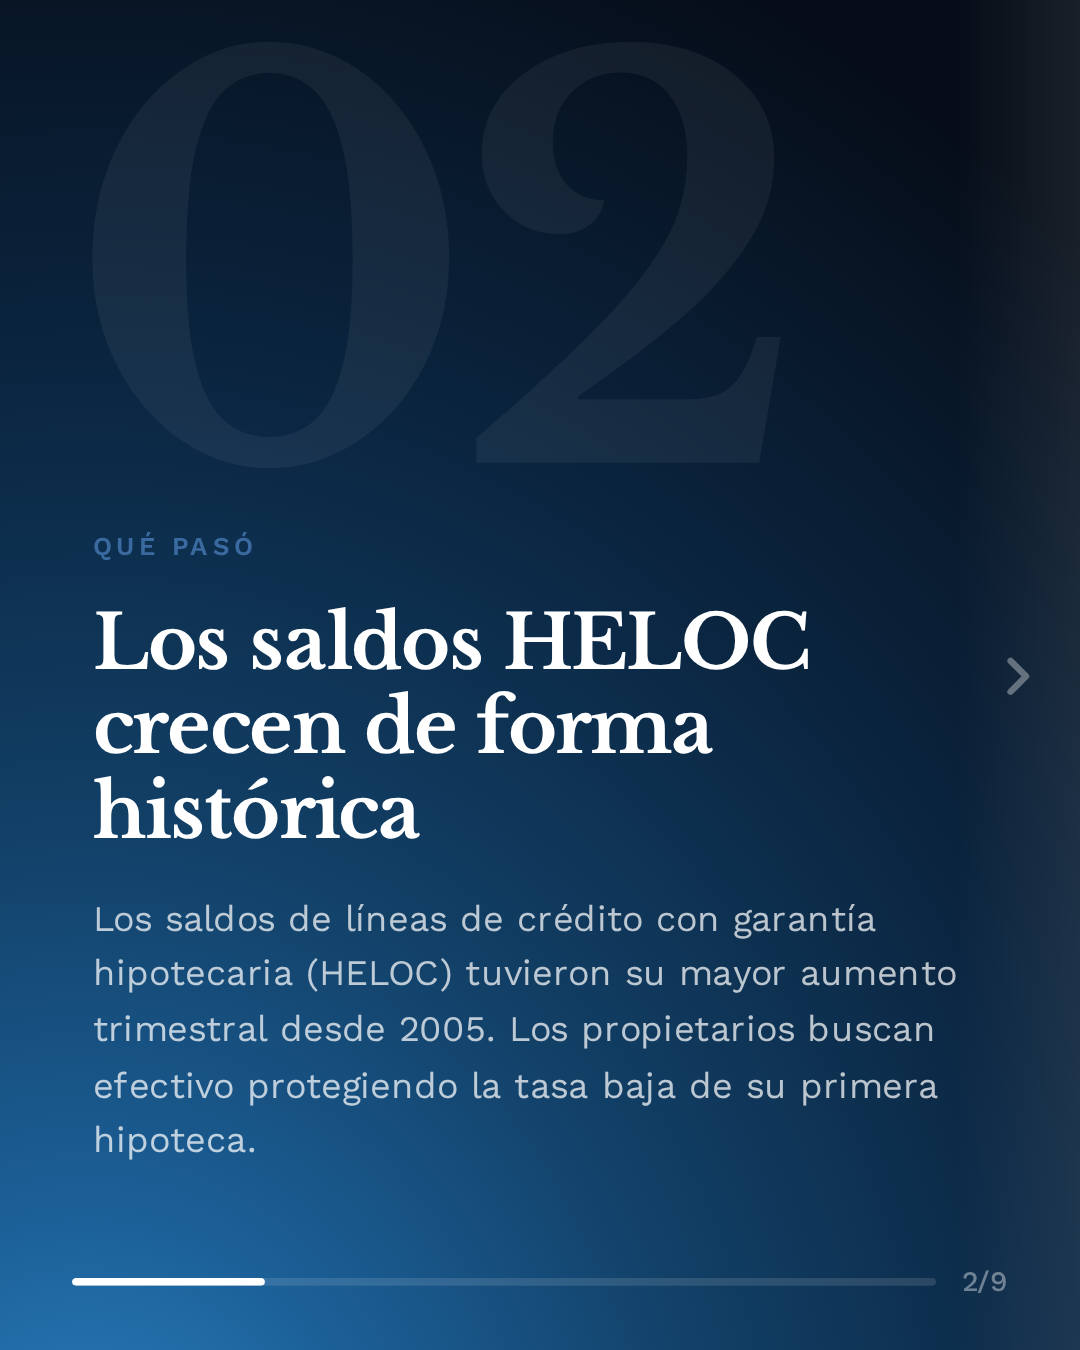 02
QUÉ PASÓ
Los saldos HELOC
crecen de forma
histórica
Los saldos de líneas de crédito con garantía
hipotecaria (HELOC) tuvieron su mayor aumento
trimestral desde 2005. Los propietarios buscan
efectivo protegiendo la tasa baja de su primera
hipoteca.
2/9